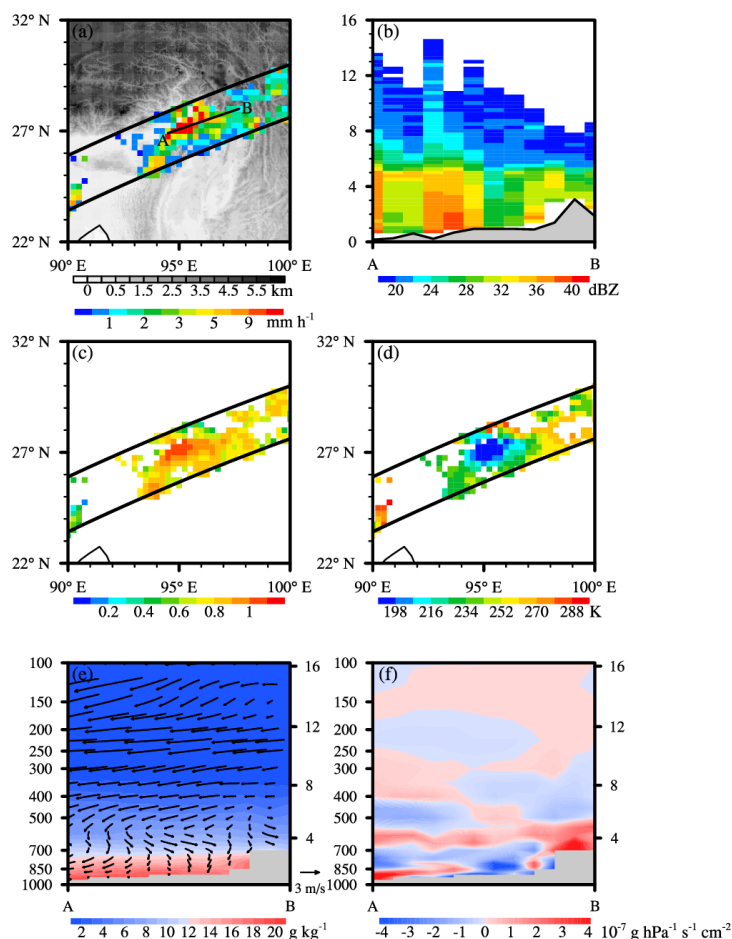 32° N (a) 16 (b)
12
27° N A B 8
4
22° N 0
90° E 95° E 100° E A B
0 0.5 1.5 2.5 3.5 4.5 5.5 km 20 24 28 32 36 40 dBZ
1 2 3 5 9 mm h⁻¹
32° N (c) 32° N (d)
27° N 27° N
22° N 22° N
90° E 95° E 100° E 90° E 95° E 100° E
0.2 0.4 0.6 0.8 1 198 216 234 252 270 288 K
100 (e) 16 100 (f) 16
150 150
200 12 200 12
250 250
300 8 300 8
400 400
500 4 500 4
700 700
850 850
1000 3 m/s 1000
A B A B
2 4 6 8 10 12 14 16 18 20 g kg⁻¹ -4 -3 -2 -1 0 1 2 3 4 10⁻⁷ g hPa⁻¹ s⁻¹ cm⁻²